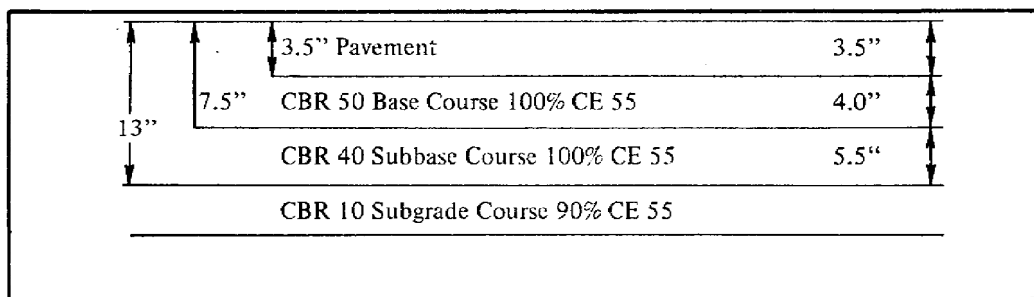 3.5” Pavement 3.5”
7.5” CBR 50 Base Course 100% CE 55 4.0”
13”
CBR 40 Subbase Course 100% CE 55 5.5“
CBR 10 Subgrade Course 90% CE 55